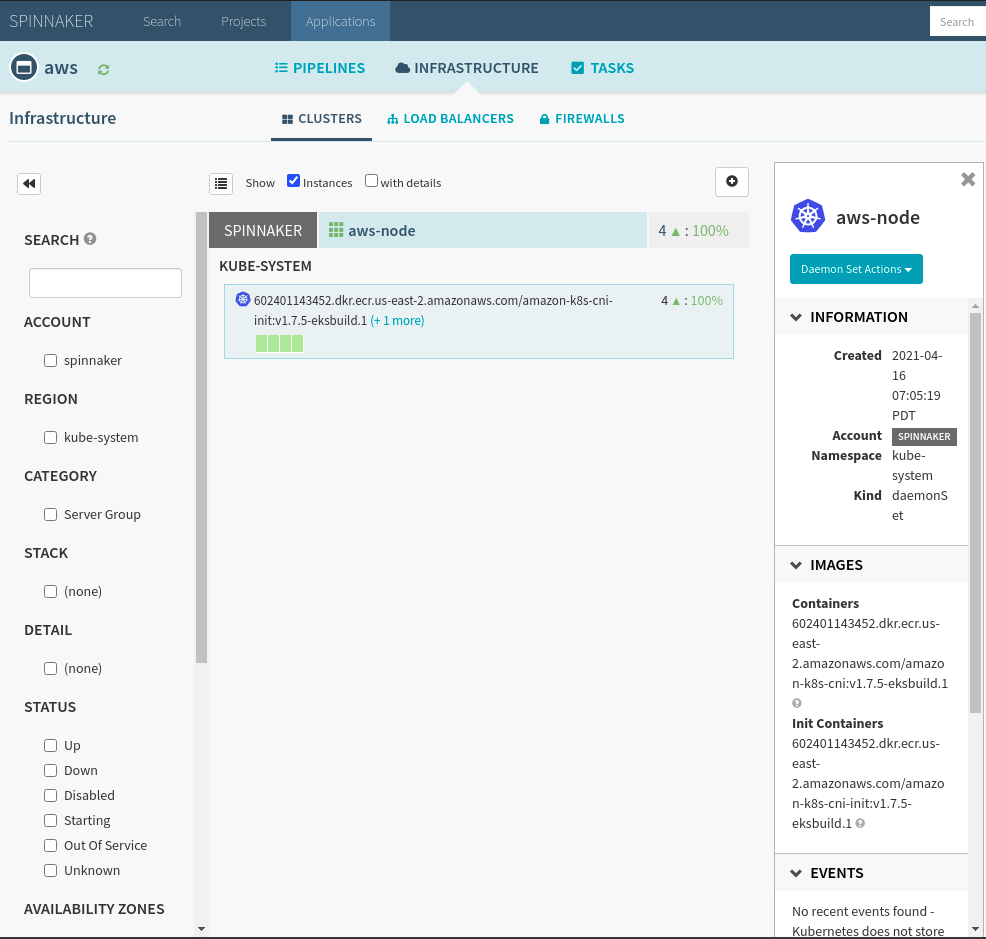 SPINNAKER Search Projects Applications Search
aws PIPELINES INFRASTRUCTURE TASKS
Infrastructure CLUSTERS LOAD BALANCERS FIREWALLS
Show Instances with details
SEARCH
ACCOUNT
spinnaker
REGION
kube-system
CATEGORY
Server Group
STACK
(none)
DETAIL
(none)
STATUS
Up
Down
Disabled
Starting
Out Of Service
Unknown
AVAILABILITY ZONES
SPINNAKER aws-node 4 ▲ : 100%
KUBE-SYSTEM
602401143452.dkr.ecr.us-east-2.amazonaws.com/amazon-k8s-cni- 4 ▲ : 100%
init:v1.7.5-eksbuild.1 (+ 1 more)
aws-node
Daemon Set Actions
INFORMATION
Created 2021-04-
16
07:05:19
PDT
Account SPINNAKER
Namespace kube-
system
Kind daemonS
et
IMAGES
Containers
602401143452.dkr.ecr.us-
east-
2.amazonaws.com/amazo
n-k8s-cni:v1.7.5-eksbuild.1
Init Containers
602401143452.dkr.ecr.us-
east-
2.amazonaws.com/amazo
n-k8s-cni-init:v1.7.5-
eksbuild.1
EVENTS
No recent events found -
Kubernetes does not store